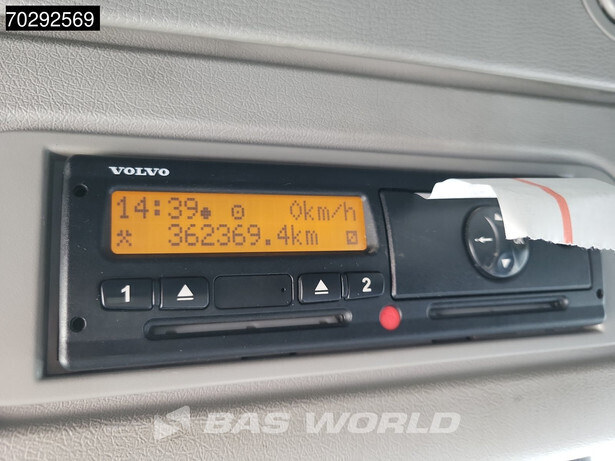 70292569
VOLVO
14:39 0km/h
362369.4km
1 2
BAS WORLD